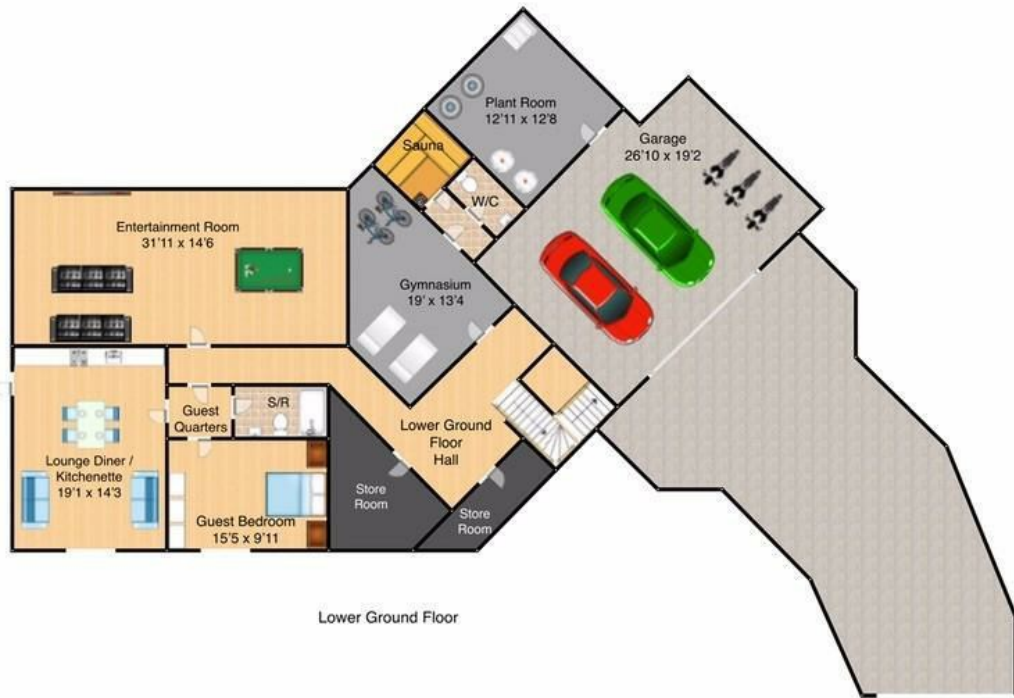 Plant Room
12'11 x 12'8
Garage
26'10 x 19'2
Sauna
W/C
Entertainment Room
31'11 x 14'6
Gymnasium
19' x 13'4
S/R
Guest
Quarters
Lower Ground
Floor
Hall
Lounge Diner /
Kitchenette
19'1 x 14'3
Store
Room
Guest Bedroom
15'5 x 9'11
Store
Room
Lower Ground Floor